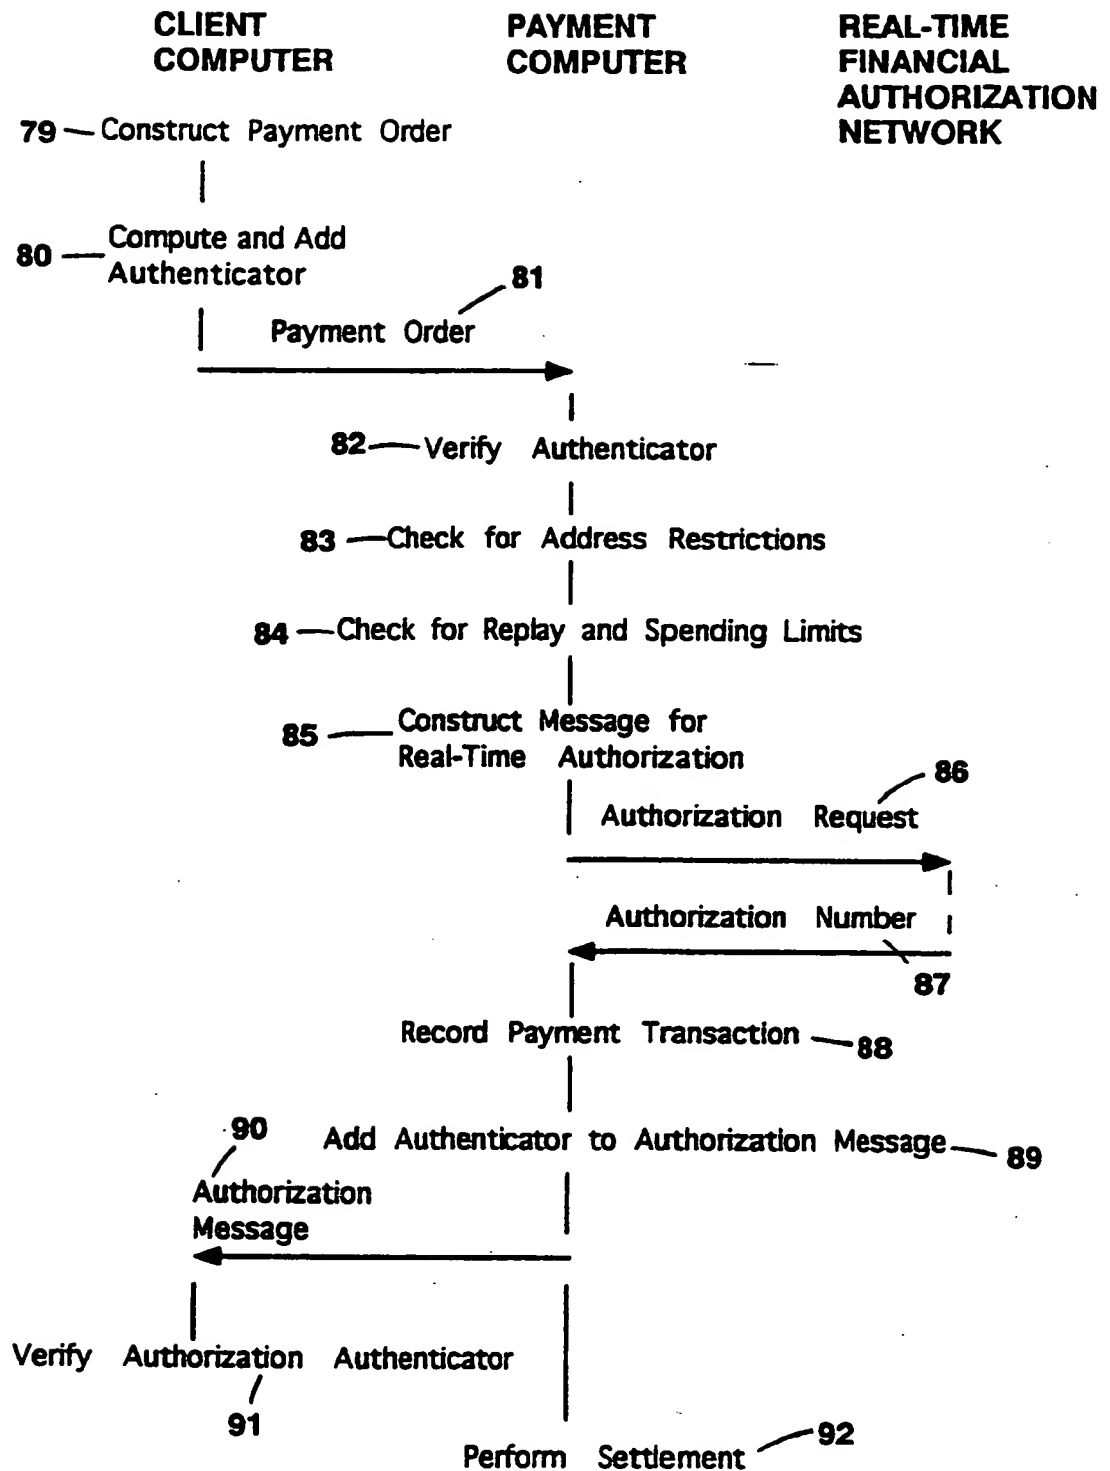 CLIENT
COMPUTER
PAYMENT
COMPUTER
REAL-TIME
FINANCIAL
AUTHORIZATION
NETWORK
79 Construct Payment Order
80 Compute and Add
Authenticator
81
Payment Order
82 Verify Authenticator
83 Check for Address Restrictions
84 Check for Replay and Spending Limits
85 Construct Message for
Real-Time Authorization
86
Authorization Request
Authorization Number
87
Record Payment Transaction 88
90
Add Authenticator to Authorization Message 89
Authorization
Message
Verify Authorization Authenticator
91
92
Perform Settlement